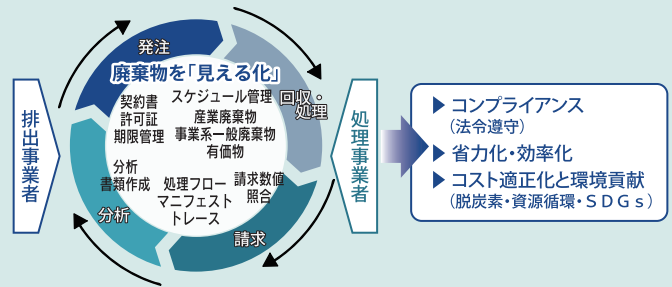 排出事業者
発注
回収・
処理
請求
分析
廃棄物を「見える化」
契約書
許可証
期限管理
スケジュール管理
産業廃棄物
事業系一般廃棄物
有価物
分析
書類作成
処理フロー
マニフェスト
トレース
請求数値
照合
処理事業者
▶ コンプライアンス
（法令遵守）
▶ 省力化・効率化
▶ コスト適正化と環境貢献
（脱炭素・資源循環・ＳＤＧｓ）